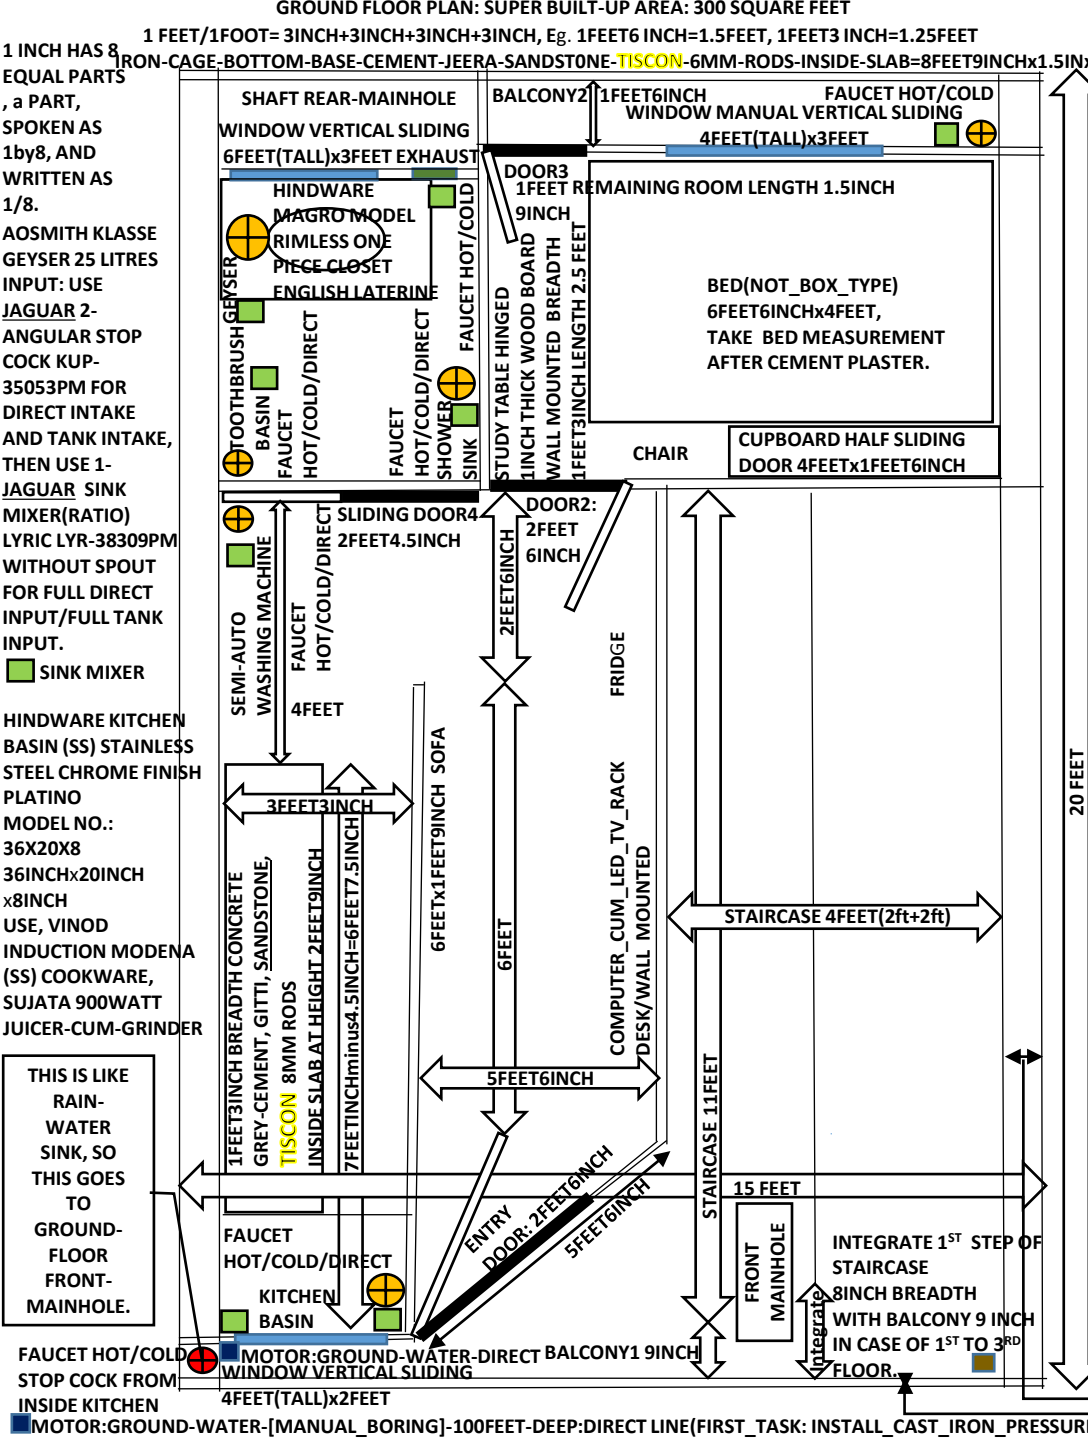 GROUND FLOOR PLAN: SUPER BUILT-UP AREA: 300 SQUARE FEET
1 FEET/1FOOT= 3INCH+3INCH+3INCH+3INCH, Eg. 1FEET6 INCH=1.5FEET, 1FEET3 INCH=1.25FEET
IRON-CAGE-BOTTOM-BASE-CEMENT-JEERA-SANDST0NE-TISCON-6MM-RODS-INSIDE-SLAB=8FEET9INCHx1.5IN
1 INCH HAS 8
EQUAL PARTS
, a PART,
SPOKEN AS
1by8, AND
WRITTEN AS
1/8.
AOSMITH KLASSE
GEYSER 25 LITRES
INPUT: USE
JAGUAR 2-
ANGULAR STOP
COCK KUP-
35053PM FOR
DIRECT INTAKE
AND TANK INTAKE,
THEN USE 1-
JAGUAR SINK
MIXER(RATIO)
LYRIC LYR-38309PM
WITHOUT SPOUT
FOR FULL DIRECT
INPUT/FULL TANK
INPUT.
SINK MIXER
HINDWARE KITCHEN
BASIN (SS) STAINLESS
STEEL CHROME FINISH
PLATINO
MODEL NO.:
36X20X8
36INCHx20INCH
x8INCH
USE, VINOD
INDUCTION MODENA
(SS) COOKWARE,
SUJATA 900WATT
JUICER-CUM-GRINDER
THIS IS LIKE
RAIN-
WATER
SINK, SO
THIS GOES
TO
GROUND-
FLOOR
FRONT-
MAINHOLE.
FAUCET HOT/COLD
STOP COCK FROM
INSIDE KITCHEN
SHAFT REAR-MAINHOLE
WINDOW VERTICAL SLIDING
6FEET(TALL)x3FEET EXHAUST
BALCONY2 1FEET6INCH
FAUCET HOT/COLD
WINDOW MANUAL VERTICAL SLIDING
4FEET(TALL)x3FEET
HINDWARE
MAGRO MODEL
RIMLESS ONE
PIECE CLOSET
ENGLISH LATERINE
GEYSER
TOOTHBRUSH
BASIN
FAUCET
HOT/COLD/DIRECT
FAUCET
HOT/COLD/DIRECT
SHOWER
SINK
FAUCET HOT/COLD
DOOR3
1FEET REMAINING ROOM LENGTH 1.5INCH
9INCH
STUDY TABLE HINGED
1INCH THICK WOOD BOARD
WALL MOUNTED BREADTH
1FEET3INCH LENGTH 2.5 FEET
BED(NOT_BOX_TYPE)
6FEET6INCHx4FEET,
TAKE BED MEASUREMENT
AFTER CEMENT PLASTER.
CHAIR
CUPBOARD HALF SLIDING
DOOR 4FEETx1FEET6INCH
SLIDING DOOR4
2FEET4.5INCH
DOOR2:
2FEET
6INCH
2FEET6INCH
SEMI-AUTO
WASHING MACHINE
FAUCET
HOT/COLD/DIRECT
4FEET
FRIDGE
3FEET3INCH
6FEETx1FEET9INCH SOFA
6FEET
COMPUTER_CUM_LED_TV_RACK
DESK/WALL MOUNTED
STAIRCASE 4FEET(2ft+2ft)
20 FEET
1FEET3INCH BREADTH CONCRETE
GREY-CEMENT, GITTI, SANDSTONE,
TISCON 8MM RODS
INSIDE SLAB AT HEIGHT 2FEET9INCH
7FEETINCHminus4.5INCH=6FEET7.5INCH
5FEET6INCH
STAIRCASE 11FEET
15 FEET
ENTRY
DOOR: 2FEET6INCH
5FEET6INCH
FAUCET
HOT/COLD/DIRECT
KITCHEN
BASIN
FRONT
MAINHOLE
INTEGRATE 1ST STEP OF
STAIRCASE
8INCH BREADTH
WITH BALCONY 9 INCH
IN CASE OF 1ST TO 3RD
FLOOR.
Integrate
MOTOR:GROUND-WATER-DIRECT BALCONY1 9INCH
WINDOW VERTICAL SLIDING
4FEET(TALL)x2FEET
MOTOR:GROUND-WATER-[MANUAL_BORING]-100FEET-DEEP:DIRECT LINE(FIRST_TASK: INSTALL_CAST_IRON_PRESSUR